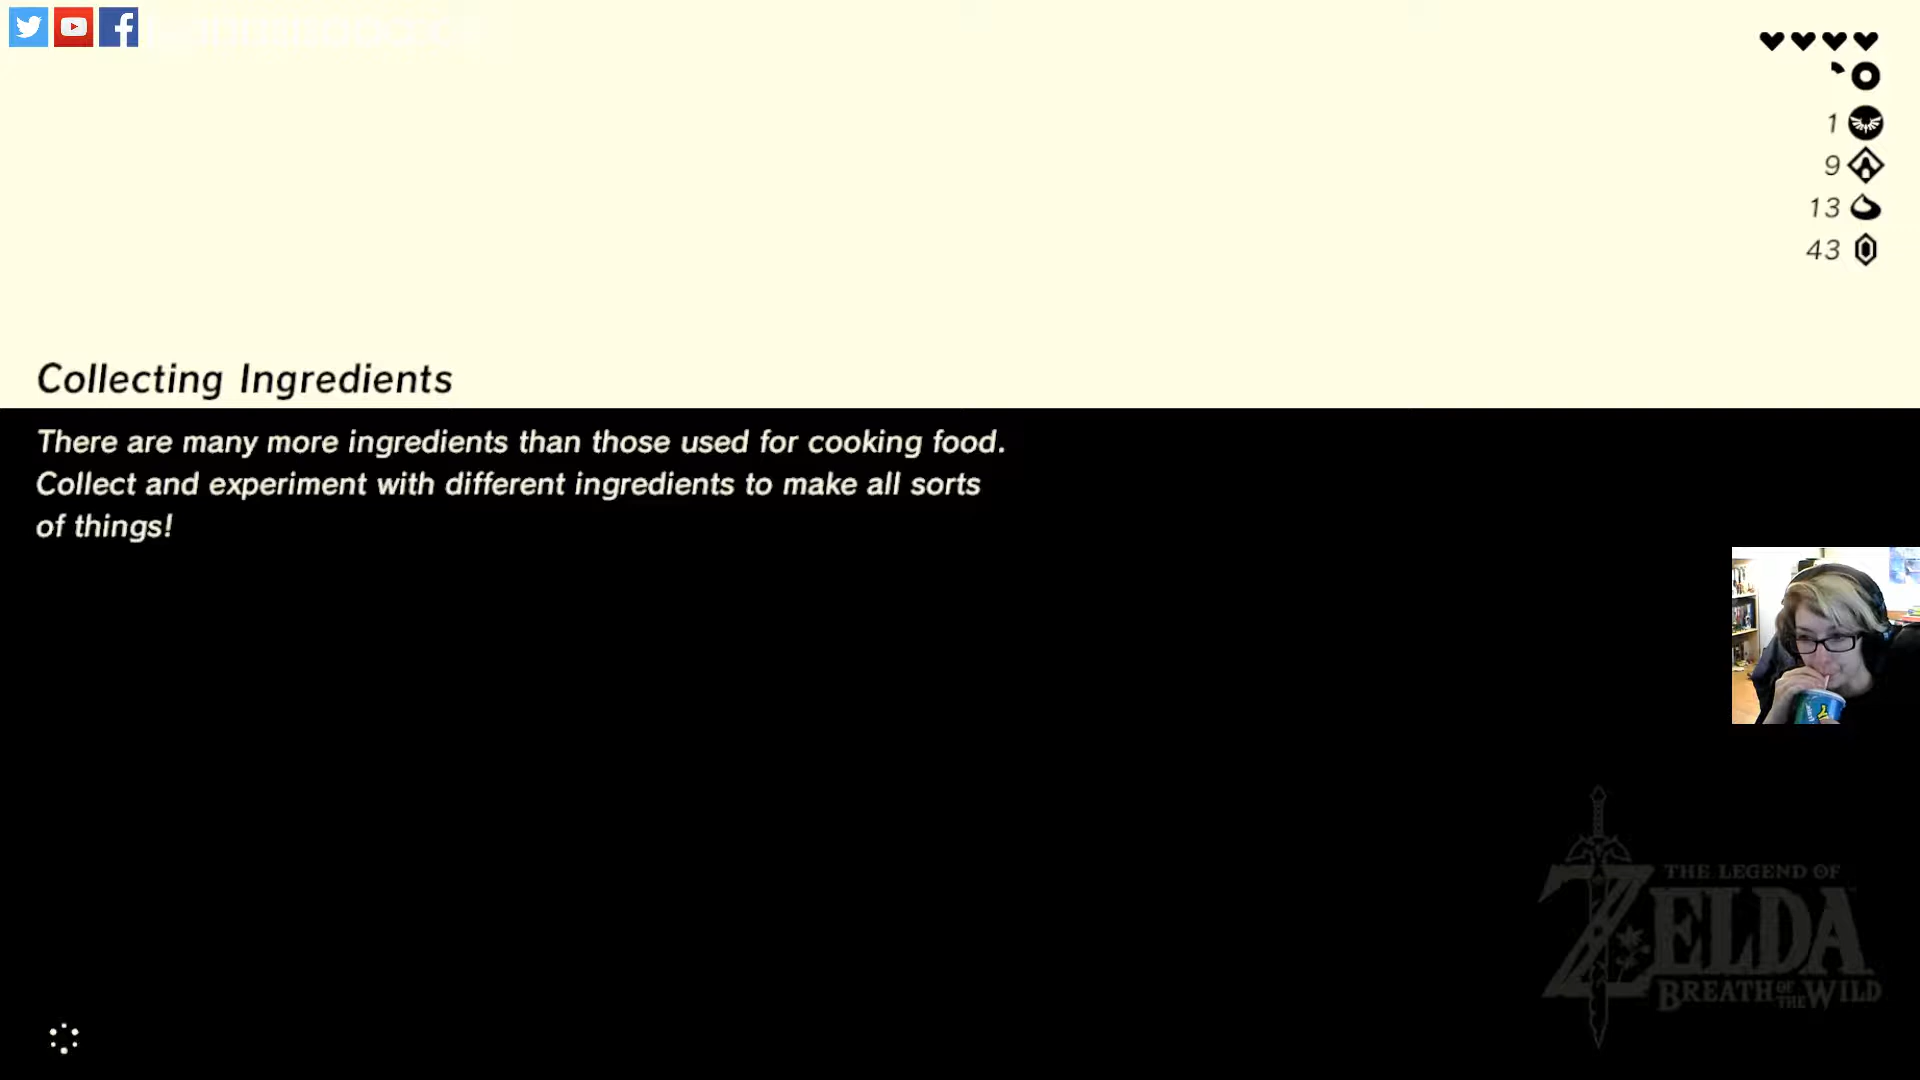 1
9
13
43
Collecting Ingredients
There are many more ingredients than those used for cooking food.
Collect and experiment with different ingredients to make all sorts
of things!
THE LEGEND OF
ZELDA
BREATH OF THE WILD